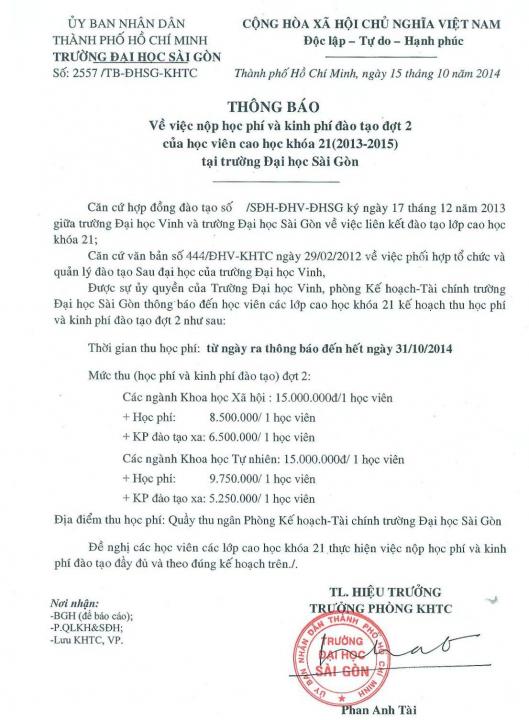 ỦY BAN NHÂN DÂN
THÀNH PHỐ HỒ CHÍ MINH
TRƯỜNG ĐẠI HỌC SÀI GÒN
Số: 2557 /TB-ĐHSG-KHTC
CỘNG HÒA XÃ HỘI CHỦ NGHĨA VIỆT NAM
Độc lập – Tự do – Hạnh phúc
Thành phố Hồ Chí Minh, ngày 15 tháng 10 năm 2014
THÔNG BÁO
Về việc nộp học phí và kinh phí đào tạo đợt 2
của học viên cao học khóa 21(2013-2015)
tại trường Đại học Sài Gòn
Căn cứ hợp đồng đào tạo số /SĐH-ĐHV-ĐHSG ký ngày 17 tháng 12 năm 2013
giữa trường Đại học Vinh và trường Đại học Sài Gòn về việc liên kết đào tạo lớp cao học
khóa 21;
Căn cứ văn bản số 444/ĐHV-KHTC ngày 29/02/2012 về việc phối hợp tổ chức và
quản lý đào tạo Sau đại học của trường Đại học Vinh,
Được sự ủy quyền của Trường Đại học Vinh, phòng Kế hoạch-Tài chính trường
Đại học Sài Gòn thông báo đến học viên các lớp cao học khóa 21 kế hoạch thu học phí
và kinh phí đào tạo đợt 2 như sau:
Thời gian thu học phí: từ ngày ra thông báo đến hết ngày 31/10/2014
Mức thu (học phí và kinh phí đào tạo) đợt 2:
Các ngành Khoa học Xã hội : 15.000.000đ/1 học viên
+ Học phí: 8.500.000/ 1 học viên
+ KP đào tạo xa: 6.500.000/ 1 học viên
Các ngành Khoa học Tự nhiên: 15.000.000đ/ 1 học viên
+ Học phí: 9.750.000/ 1 học viên
+ KP đào tạo xa: 5.250.000/ 1 học viên
Địa điểm thu học phí: Quầy thu ngân Phòng Kế hoạch-Tài chính trường Đại học Sài Gòn
Đề nghị các học viên các lớp cao học khóa 21 thực hiện việc nộp học phí và kinh
phí đào tạo đầy đủ và theo đúng kế hoạch trên./.
Nơi nhận:
-BGH (để báo cáo);
-P.QLKH&SĐH;
-Lưu KHTC, VP.
TL. HIỆU TRƯỞNG
TRƯỞNG PHÒNG KHTC
ỦY BAN NHÂN DÂN THÀNH PHỐ HỒ CHÍ MINH
TRƯỜNG
ĐẠI HỌC
SÀI GÒN
Phan Anh Tài